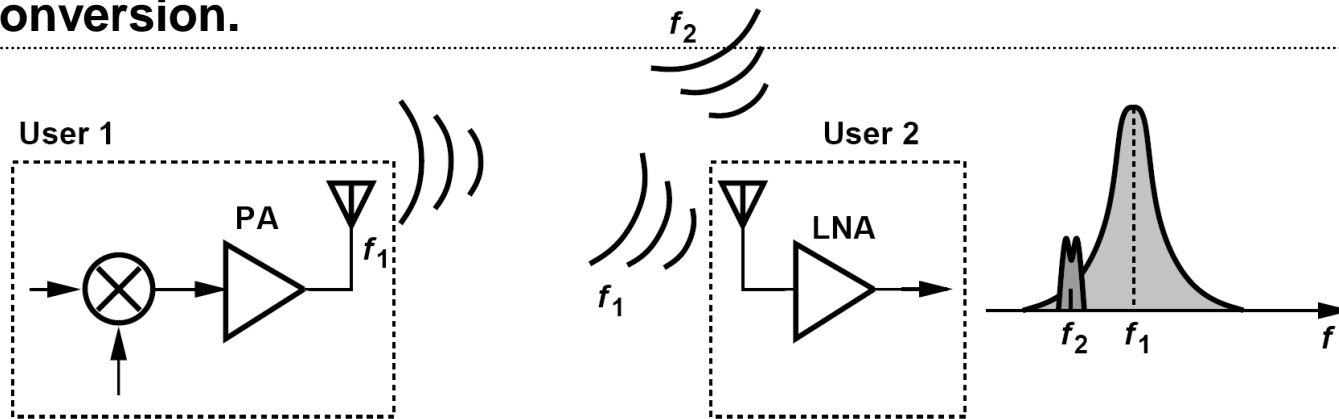 onversion.
f2
User 1
User 2
PA
LNA
f1
f1
f2 f1
f